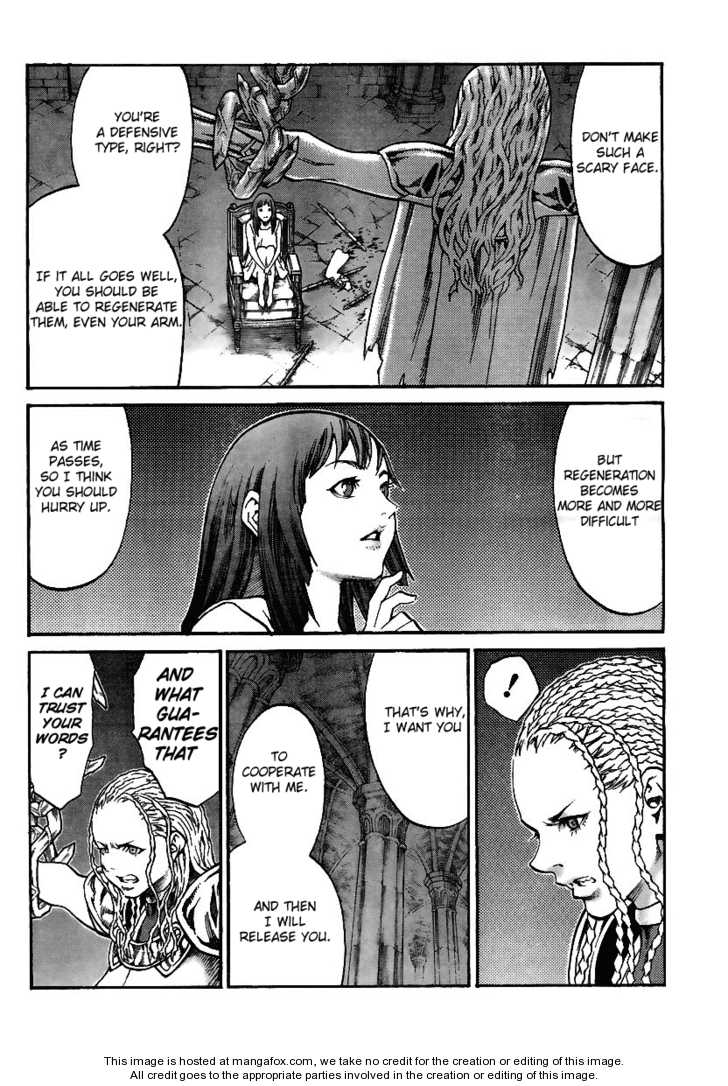 DON'T MAKE
SUCH A
SCARY FACE.
YOU'RE
A DEFENSIVE
TYPE, RIGHT?
IF IT ALL GOES WELL,
YOU SHOULD BE
ABLE TO REGENERATE
THEM, EVEN YOUR ARM.
BUT
REGENERATION
BECOMES
MORE AND MORE
DIFFICULT
AS TIME
PASSES,
SO I THINK
YOU SHOULD
HURRY UP.
!
THAT'S WHY,
I WANT YOU
TO
COOPERATE
WITH ME.
AND THEN
I WILL
RELEASE YOU.
AND
WHAT
GUA-
RANTEES
THAT
I CAN
TRUST
YOUR
WORDS
?
This image is hosted at mangafox.com, we take no credit for the creation or editing of this image.
All credit goes to the appropriate parties involved in the creation or editing of this image.